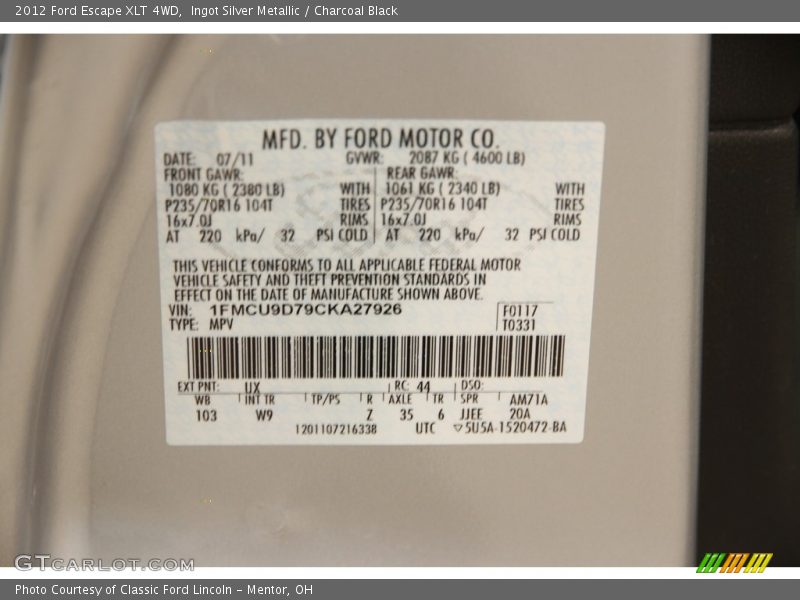 2012 Ford Escape XLT 4WD, Ingot Silver Metallic / Charcoal Black
MFD. BY FORD MOTOR CO.
DATE: 07/11 GVWR: 2087 KG ( 4600 LB)
FRONT GAWR: REAR GAWR:
1080 KG ( 2380 LB) WITH 1061 KG ( 2340 LB) WITH
P235/70R16 104T TIRES P235/70R16 104T TIRES
16x7.0J RIMS 16x7.0J RIMS
AT 220 kPa/ 32 PSI COLD AT 220 kPa/ 32 PSI COLD
THIS VEHICLE CONFORMS TO ALL APPLICABLE FEDERAL MOTOR
VEHICLE SAFETY AND THEFT PREVENTION STANDARDS IN
EFFECT ON THE DATE OF MANUFACTURE SHOWN ABOVE.
VIN: 1FMCU9D79CKA27926 F0117
TYPE: MPV T0331
EXT PNT: UX RC: 44 DSO:
WB INT TR TP/PS R AXLE TR SPR AM71A
103 W9 Z 35 6 JJEE 20A
1201107216338 UTC ▽5U5A-1520472-BA
GTCARLOT.COM
Photo Courtesy of Classic Ford Lincoln - Mentor, OH